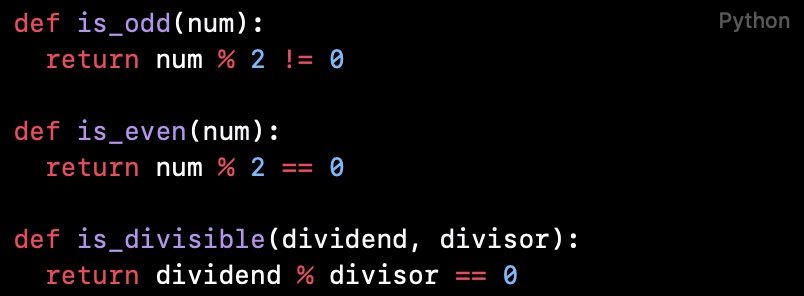 Python
def is_odd(num):
  return num % 2 != 0

def is_even(num):
  return num % 2 == 0

def is_divisible(dividend, divisor):
  return dividend % divisor == 0